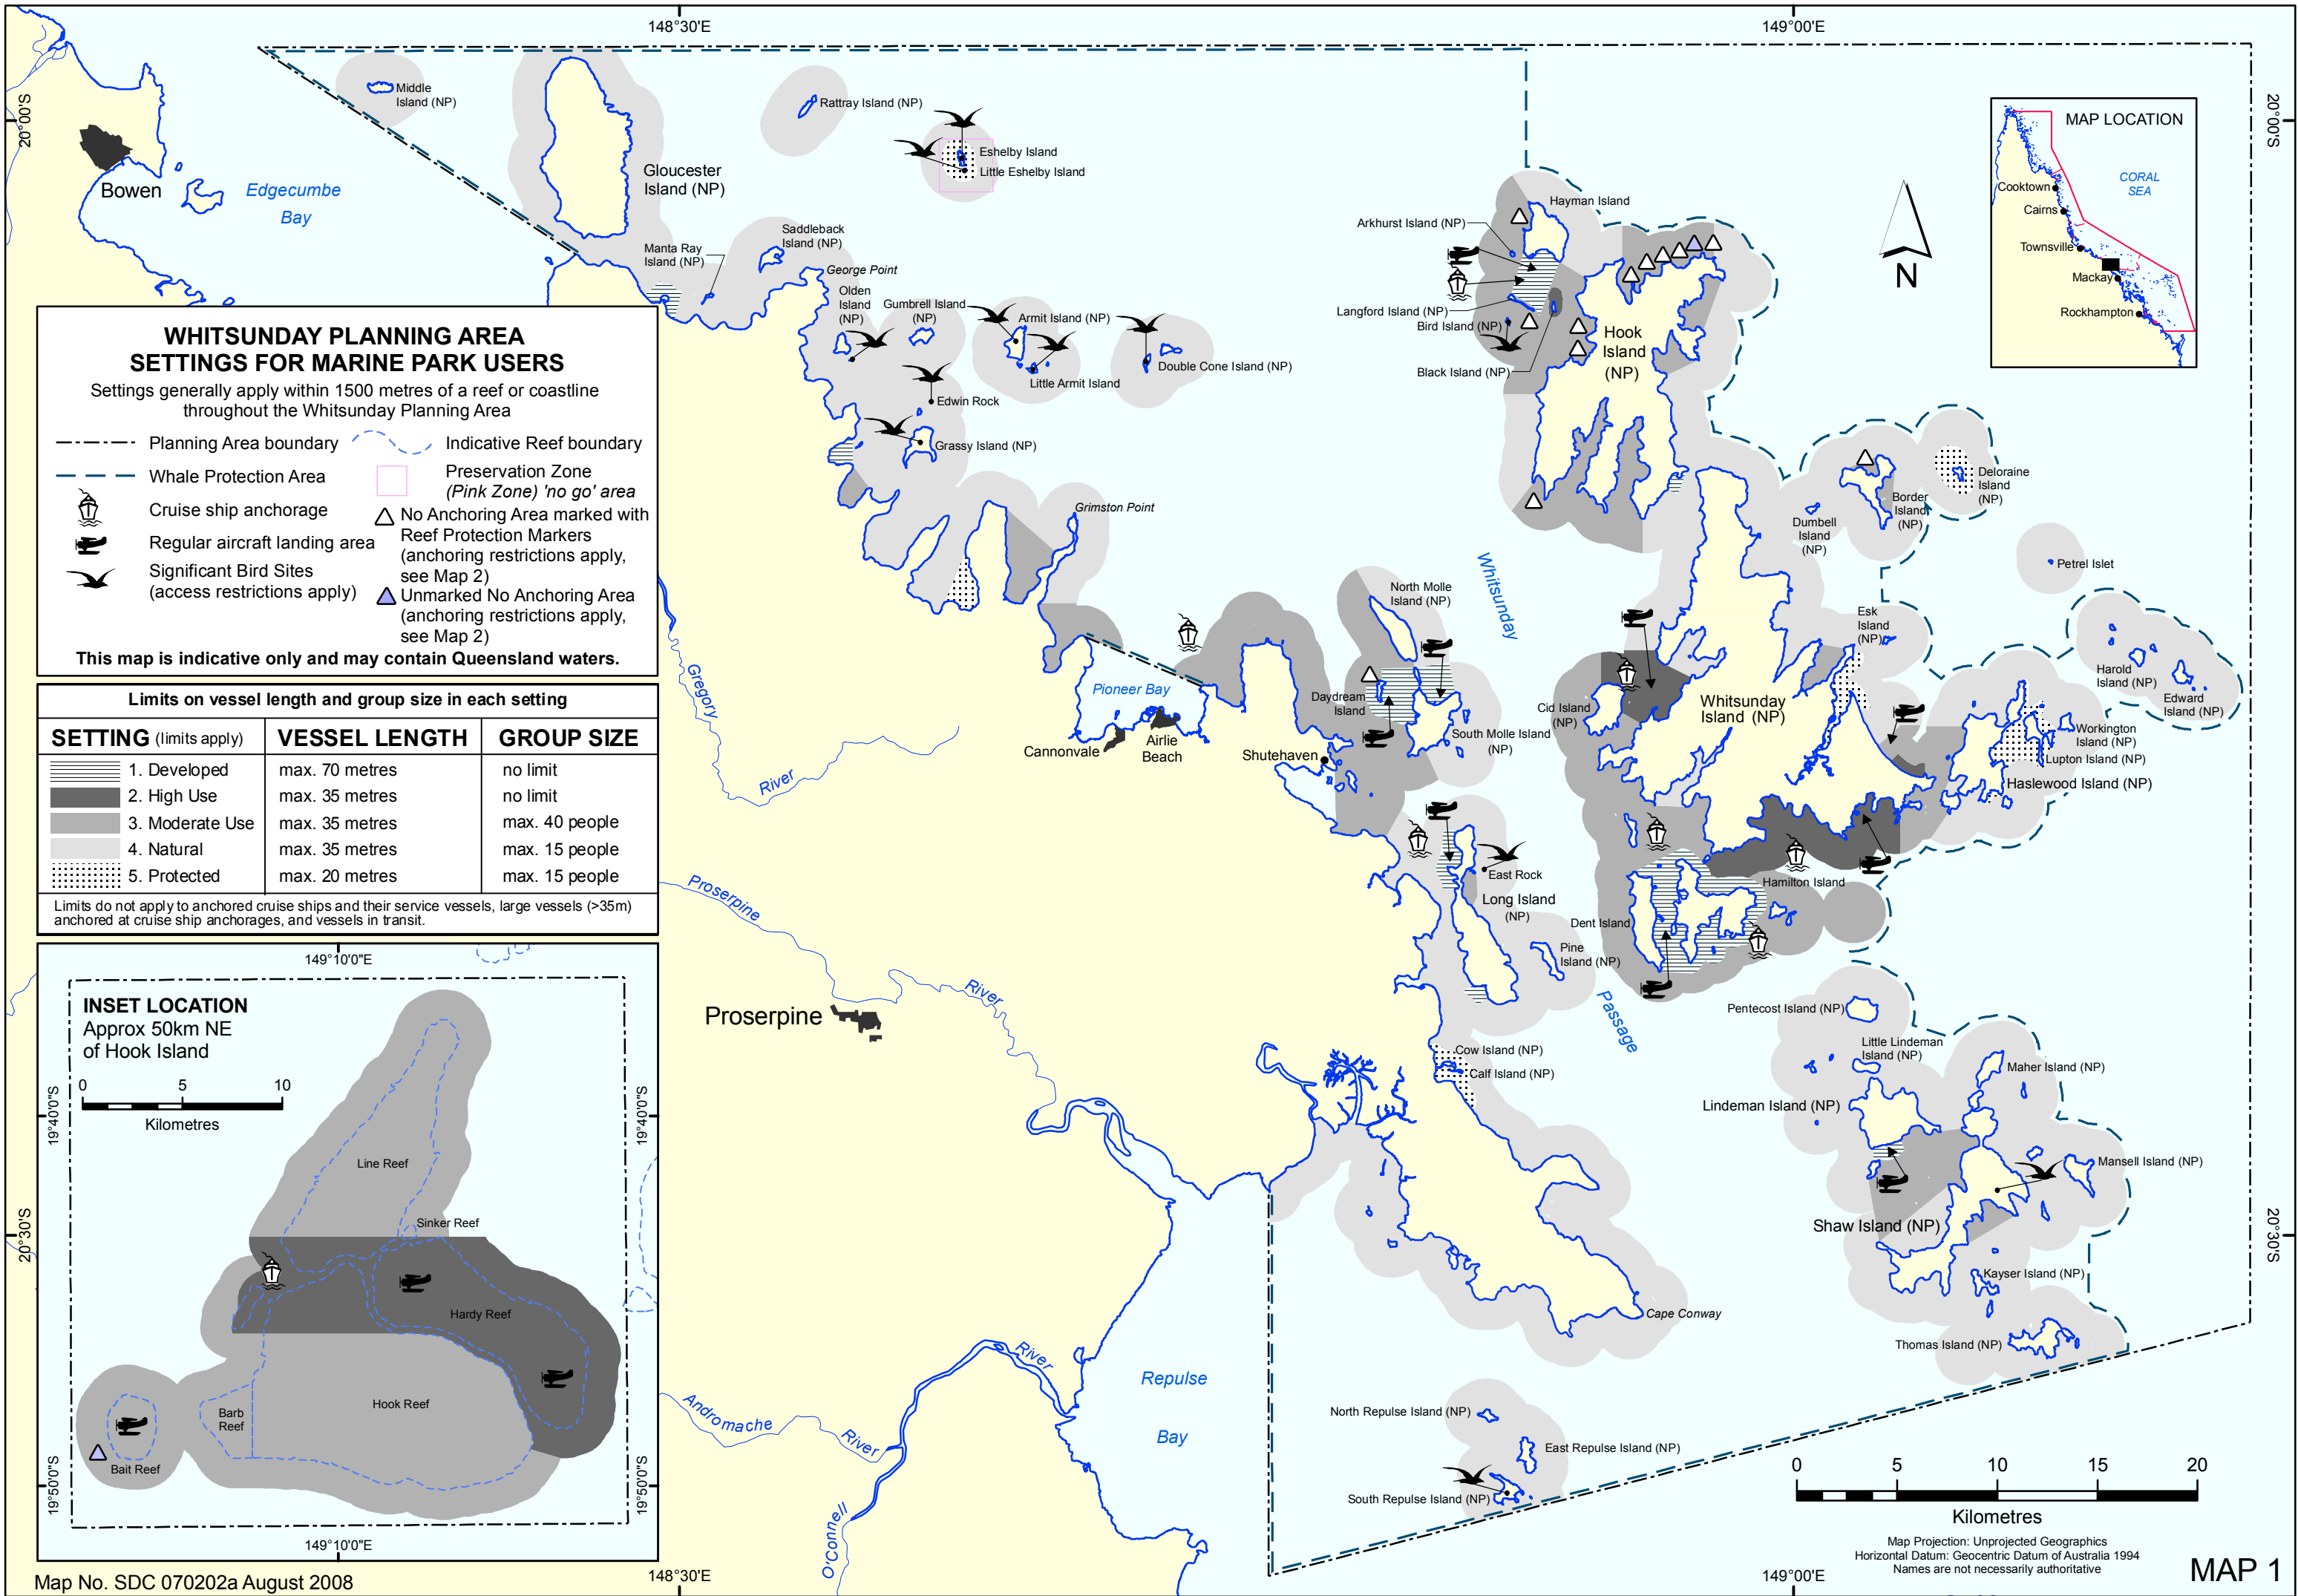 148°30'E
149°00'E
20°00'S
20°00'S
Middle
Island (NP)
Rattray Island (NP)
Eshelby Island
Little Eshelby Island
Gloucester
Island (NP)
Bowen
Edgecumbe
Bay
Saddleback
Island (NP)
Manta Ray
Island (NP)
George Point
Olden
Island
(NP)
Gumbrell Island
(NP)
Armit Island (NP)
Little Armit Island
Double Cone Island (NP)
Edwin Rock
Grassy Island (NP)
Grimston Point
Hayman Island
Arkhurst Island (NP)
Langford Island (NP)
Bird Island (NP)
Black Island (NP)
Hook
Island
(NP)
N
MAP LOCATION
CORAL
SEA
Cooktown
Cairns
Townsville
Mackay
Rockhampton
Deloraine
Island
(NP)
Border
Island
(NP)
Dumbell
Island
(NP)
Petrel Islet
Esk
Island
(NP)
Harold
Island (NP)
Edward
Island (NP)
Workington
Island (NP)
Lupton Island (NP)
Haslewood Island (NP)
Whitsunday
Passage
North Molle
Island (NP)
Daydream
Island
South Molle Island
(NP)
Cid Island
(NP)
Whitsunday
Island (NP)
Pioneer Bay
Cannonvale
Airlie
Beach
Shutehaven
East Rock
Long Island
(NP)
Hamilton Island
Dent Island
Pine
Island (NP)
Pentecost Island (NP)
Little Lindeman
Island (NP)
Maher Island (NP)
Lindeman Island (NP)
Mansell Island (NP)
Shaw Island (NP)
Kayser Island (NP)
Thomas Island (NP)
Cow Island (NP)
Calf Island (NP)
Cape Conway
North Repulse Island (NP)
East Repulse Island (NP)
South Repulse Island (NP)
Repulse
Bay
Gregory
River
Proserpine
River
Proserpine
River
Andromache
River
O'Connell
WHITSUNDAY PLANNING AREA
SETTINGS FOR MARINE PARK USERS
Settings generally apply within 1500 metres of a reef or coastline
throughout the Whitsunday Planning Area
Planning Area boundary
Indicative Reef boundary
Whale Protection Area
Preservation Zone
(Pink Zone) 'no go' area
Cruise ship anchorage
No Anchoring Area marked with
Reef Protection Markers
(anchoring restrictions apply,
see Map 2)
Regular aircraft landing area
Significant Bird Sites
(access restrictions apply)
Unmarked No Anchoring Area
(anchoring restrictions apply,
see Map 2)
This map is indicative only and may contain Queensland waters.
Limits on vessel length and group size in each setting
SETTING (limits apply) VESSEL LENGTH GROUP SIZE
1. Developed max. 70 metres no limit
2. High Use max. 35 metres no limit
3. Moderate Use max. 35 metres max. 40 people
4. Natural max. 35 metres max. 15 people
5. Protected max. 20 metres max. 15 people
Limits do not apply to anchored cruise ships and their service vessels, large vessels (>35m)
anchored at cruise ship anchorages, and vessels in transit.
149°10'0"E
INSET LOCATION
Approx 50km NE
of Hook Island
0 5 10
Kilometres
19°40'0"S
19°40'0"S
Line Reef
Sinker Reef
Hardy Reef
Hook Reef
Barb
Reef
Bait Reef
19°50'0"S
19°50'0"S
149°10'0"E
20°30'S
20°30'S
0 5 10 15 20
Kilometres
Map Projection: Unprojected Geographics
Horizontal Datum: Geocentric Datum of Australia 1994
Names are not necessarily authoritative
MAP 1
Map No. SDC 070202a August 2008
148°30'E
149°00'E